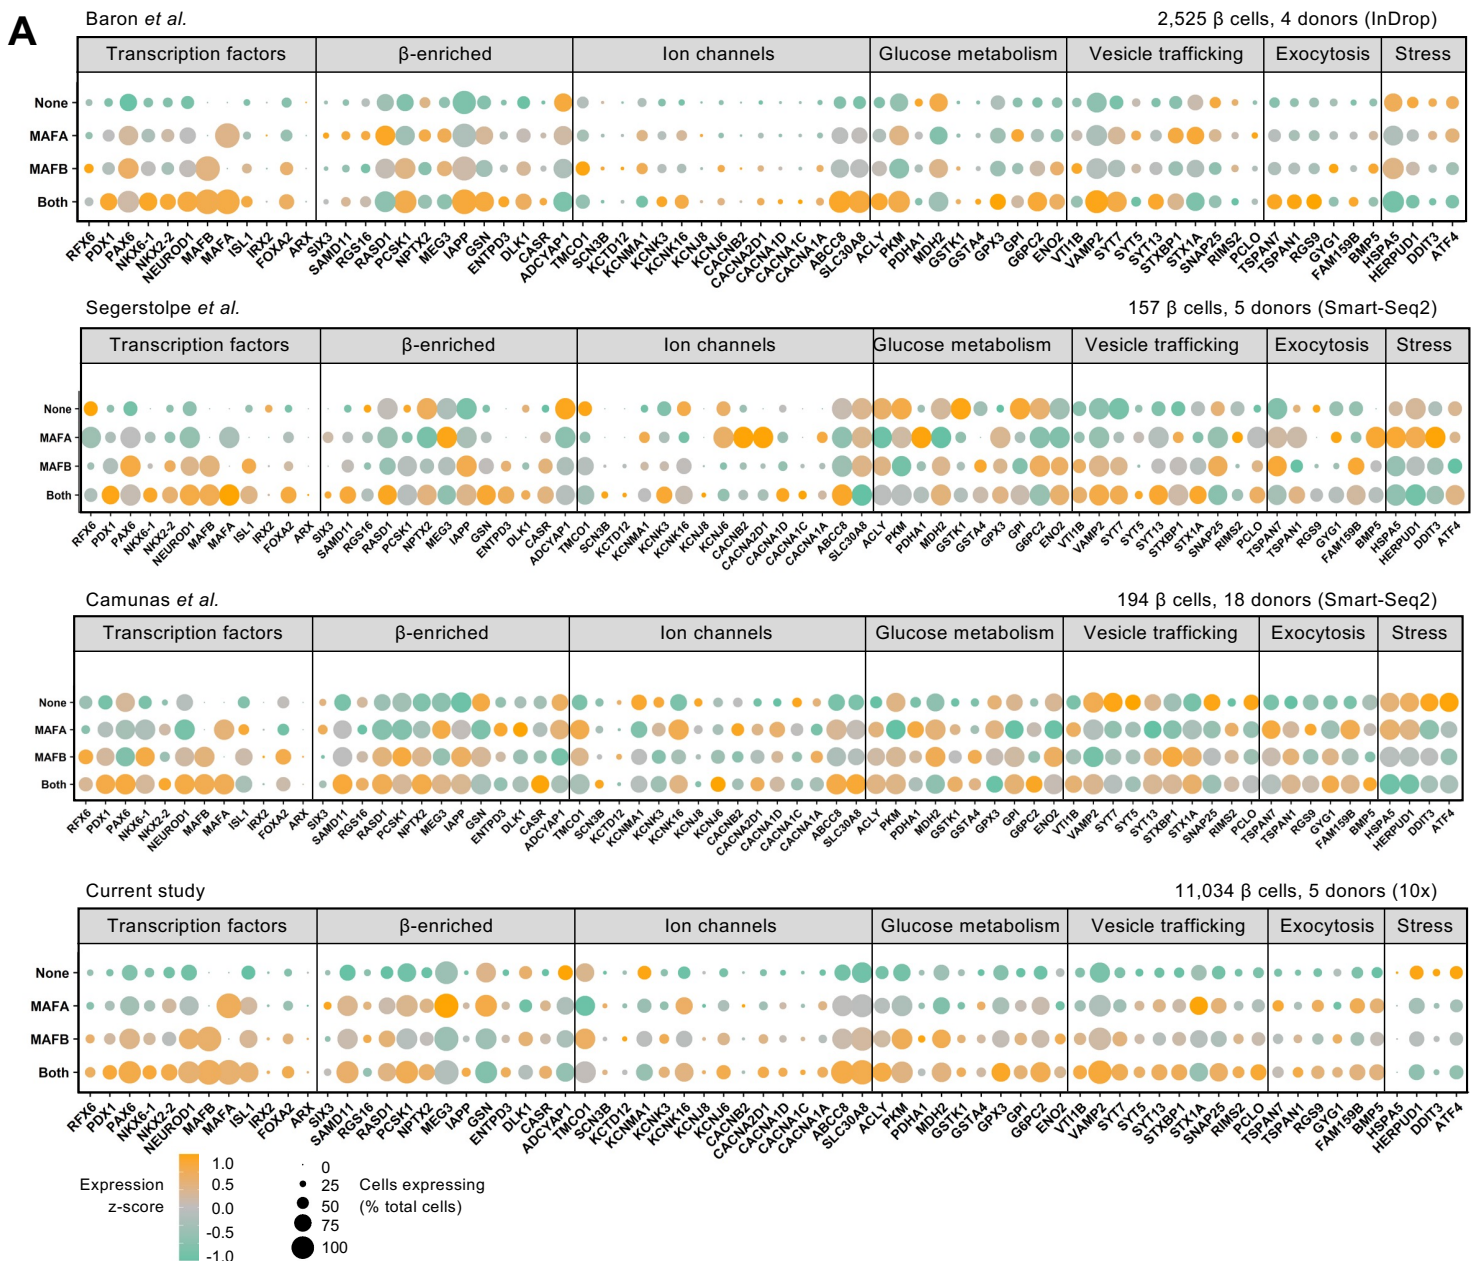 A
Baron et al.
2,525 β cells, 4 donors (InDrop)
Transcription factors β-enriched Ion channels Glucose metabolism Vesicle trafficking Exocytosis Stress
None
MAFA
MAFB
Both
RFX6 PDX1 PAX6 NKX6-1 NKX2-2 NEUROD1 MAFB MAFA ISL1 IRX2 FOXA2 ARX SIX3 SAMD11 RGS16 RASD1 PCSK1 NPTX2 MEG3 IAPP GSN ENTPD3 DLK1 CASR ADCYAP1 TMCO1 SCN3B KCTD12 KCNMA1 KCNK3 KCNK16 KCNJ8 KCNJ6 CACNB2 CACNA2D1 CACNA1D CACNA1C CACNA1A ABCC8 SLC30A8 ACLY PKM PDHA1 MDH2 GSTK1 GSTA4 GPX3 GPI G6PC2 ENO2 VTI1B VAMP2 SYT7 SYT5 SYT13 STXBP1 STX1A SNAP25 RIMS2 PCLO TSPAN7 TSPAN1 RGS9 GYG1 FAM159B BMP5 HSPA5 HERPUD1 DDIT3 ATF4
Segerstolpe et al.
157 β cells, 5 donors (Smart-Seq2)
Transcription factors β-enriched Ion channels Glucose metabolism Vesicle trafficking Exocytosis Stress
None
MAFA
MAFB
Both
RFX6 PDX1 PAX6 NKX6-1 NKX2-2 NEUROD1 MAFB MAFA ISL1 IRX2 FOXA2 ARX SIX3 SAMD11 RGS16 RASD1 PCSK1 NPTX2 MEG3 IAPP GSN ENTPD3 DLK1 CASR ADCYAP1 TMCO1 SCN3B KCTD12 KCNMA1 KCNK3 KCNK16 KCNJ8 KCNJ6 CACNB2 CACNA2D1 CACNA1D CACNA1C CACNA1A ABCC8 SLC30A8 ACLY PKM PDHA1 MDH2 GSTK1 GSTA4 GPX3 GPI G6PC2 ENO2 VTI1B VAMP2 SYT7 SYT5 SYT13 STXBP1 STX1A SNAP25 RIMS2 PCLO TSPAN7 TSPAN1 RGS9 GYG1 FAM159B BMP5 HSPA5 HERPUD1 DDIT3 ATF4
Camunas et al.
194 β cells, 18 donors (Smart-Seq2)
Transcription factors β-enriched Ion channels Glucose metabolism Vesicle trafficking Exocytosis Stress
None
MAFA
MAFB
Both
RFX6 PDX1 PAX6 NKX6-1 NKX2-2 NEUROD1 MAFB MAFA ISL1 IRX2 FOXA2 ARX SIX3 SAMD11 RGS16 RASD1 PCSK1 NPTX2 MEG3 IAPP GSN ENTPD3 DLK1 CASR ADCYAP1 TMCO1 SCN3B KCTD12 KCNMA1 KCNK3 KCNK16 KCNJ8 KCNJ6 CACNB2 CACNA2D1 CACNA1D CACNA1C CACNA1A ABCC8 SLC30A8 ACLY PKM PDHA1 MDH2 GSTK1 GSTA4 GPX3 GPI G6PC2 ENO2 VTI1B VAMP2 SYT7 SYT5 SYT13 STXBP1 STX1A SNAP25 RIMS2 PCLO TSPAN7 TSPAN1 RGS9 GYG1 FAM159B BMP5 HSPA5 HERPUD1 DDIT3 ATF4
Current study
11,034 β cells, 5 donors (10x)
Transcription factors β-enriched Ion channels Glucose metabolism Vesicle trafficking Exocytosis Stress
None
MAFA
MAFB
Both
RFX6 PDX1 PAX6 NKX6-1 NKX2-2 NEUROD1 MAFB MAFA ISL1 IRX2 FOXA2 ARX SIX3 SAMD11 RGS16 RASD1 PCSK1 NPTX2 MEG3 IAPP GSN ENTPD3 DLK1 CASR ADCYAP1 TMCO1 SCN3B KCTD12 KCNMA1 KCNK3 KCNK16 KCNJ8 KCNJ6 CACNB2 CACNA2D1 CACNA1D CACNA1C CACNA1A ABCC8 SLC30A8 ACLY PKM PDHA1 MDH2 GSTK1 GSTA4 GPX3 GPI G6PC2 ENO2 VTI1B VAMP2 SYT7 SYT5 SYT13 STXBP1 STX1A SNAP25 RIMS2 PCLO TSPAN7 TSPAN1 RGS9 GYG1 FAM159B BMP5 HSPA5 HERPUD1 DDIT3 ATF4
Expression
z-score
1.0
0.5
0.0
-0.5
-1.0
0
25
50
75
100
Cells expressing
(% total cells)